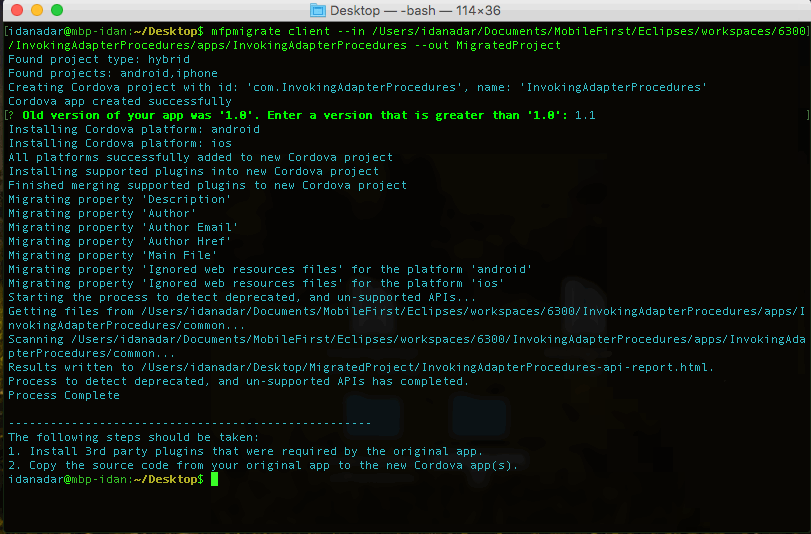 Desktop — -bash — 114×36
[idanadar@mbp-idan:~/Desktop$ mfpmigrate client --in /Users/idanadar/Documents/MobileFirst/Eclipses/workspaces/6300]
/InvokingAdapterProcedures/apps/InvokingAdapterProcedures --out MigratedProject
Found project type: hybrid
Found projects: android,iphone
Creating Cordova project with id: 'com.InvokingAdapterProcedures', name: 'InvokingAdapterProcedures'
Cordova app created successfully
[? Old version of your app was '1.0'. Enter a version that is greater than '1.0': 1.1 ]
Installing Cordova platform: android
Installing Cordova platform: ios
All platforms successfully added to new Cordova project
Installing supported plugins into new Cordova project
Finished merging supported plugins to new Cordova project
Migrating property 'Description'
Migrating property 'Author'
Migrating property 'Author Email'
Migrating property 'Author Href'
Migrating property 'Main File'
Migrating property 'Ignored web resources files' for the platform 'android'
Migrating property 'Ignored web resources files' for the platform 'ios'
Starting the process to detect deprecated, and un-supported APIs...
Getting files from /Users/idanadar/Documents/MobileFirst/Eclipses/workspaces/6300/InvokingAdapterProcedures/apps/I
nvokingAdapterProcedures/common...
Scanning /Users/idanadar/Documents/MobileFirst/Eclipses/workspaces/6300/InvokingAdapterProcedures/apps/InvokingAda
pterProcedures/common...
Results written to /Users/idanadar/Desktop/MigratedProject/InvokingAdapterProcedures-api-report.html.
Process to detect deprecated, and un-supported APIs has completed.
Process Complete
----------------------------------------------------
The following steps should be taken:
1. Install 3rd party plugins that were required by the original app.
2. Copy the source code from your original app to the new Cordova app(s).
idanadar@mbp-idan:~/Desktop$